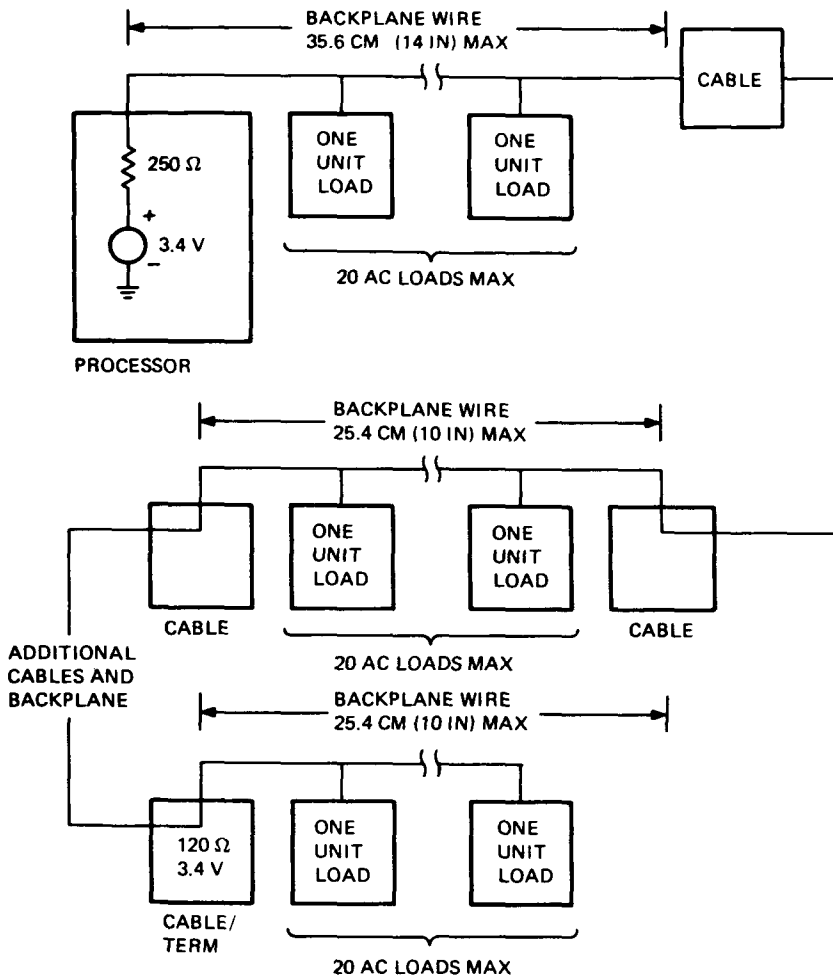 BACKPLANE WIRE
35.6 CM (14 IN) MAX
CABLE
250 Ω
+
3.4 V
−
ONE
UNIT
LOAD
ONE
UNIT
LOAD
20 AC LOADS MAX
PROCESSOR
BACKPLANE WIRE
25.4 CM (10 IN) MAX
ONE
UNIT
LOAD
ONE
UNIT
LOAD
CABLE
CABLE
20 AC LOADS MAX
ADDITIONAL
CABLES AND
BACKPLANE
BACKPLANE WIRE
25.4 CM (10 IN) MAX
120 Ω
3.4 V
ONE
UNIT
LOAD
ONE
UNIT
LOAD
CABLE/
TERM
20 AC LOADS MAX